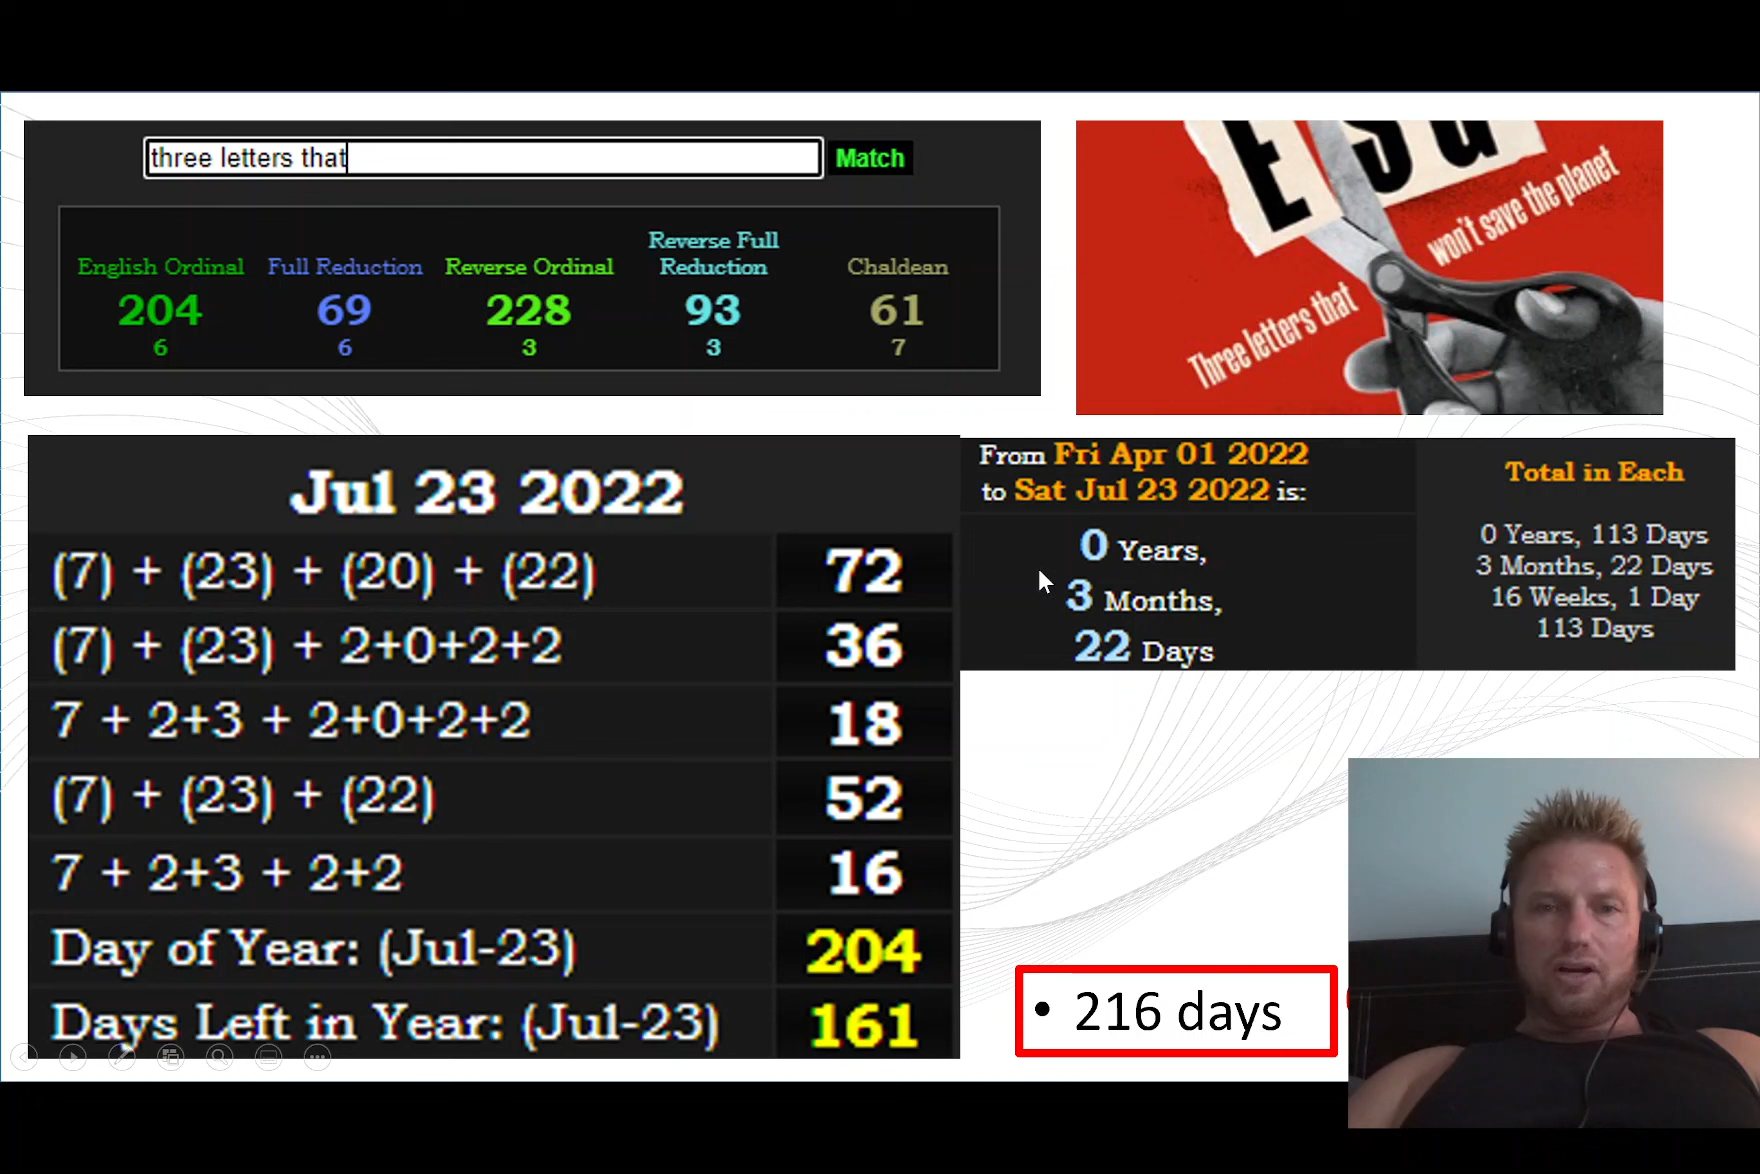 three letters that
Match
English Ordinal
Full Reduction
Reverse Ordinal
Reverse Full
Reduction
Chaldean
204
69
228
93
61
6
6
3
3
7
ESG
Three letters that
won't save the planet
Jul 23 2022
(7) + (23) + (20) + (22) 72
(7) + (23) + 2+0+2+2 36
7 + 2+3 + 2+0+2+2 18
(7) + (23) + (22) 52
7 + 2+3 + 2+2 16
Day of Year: (Jul-23) 204
Days Left in Year: (Jul-23) 161
From Fri Apr 01 2022
to Sat Jul 23 2022 is:
0 Years,
3 Months,
22 Days
Total in Each
0 Years, 113 Days
3 Months, 22 Days
16 Weeks, 1 Day
113 Days
• 216 days